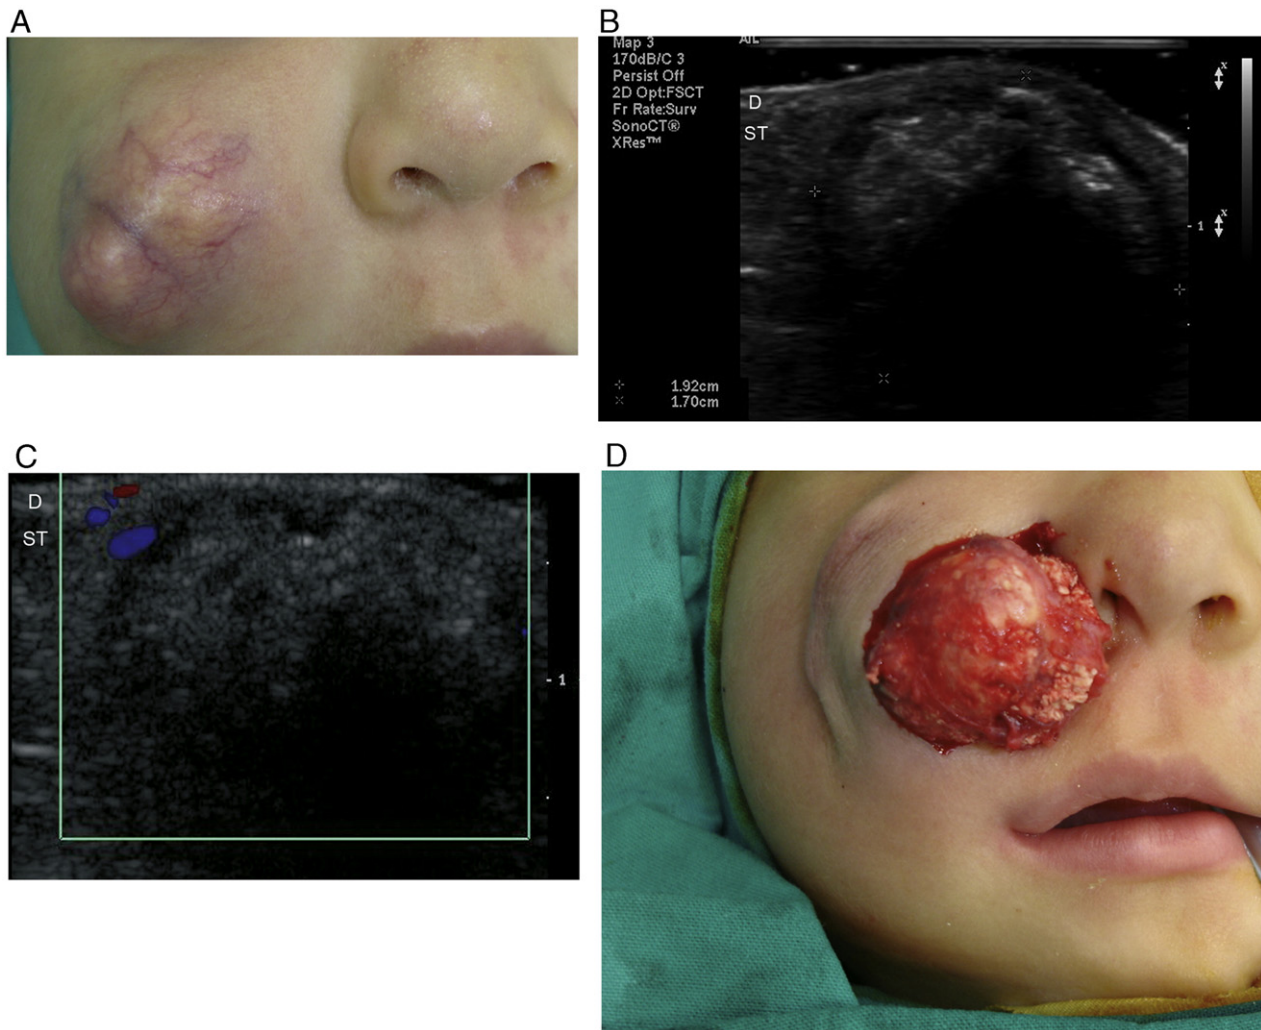 A
B
Map 3
170dB/C 3
Persist Off
2D Opt:FSCT
Fr Rate:Surv
SonoCT®
XRes™
D
ST
x
x
1
1.92cm
1.70cm
C
D
ST
1
D